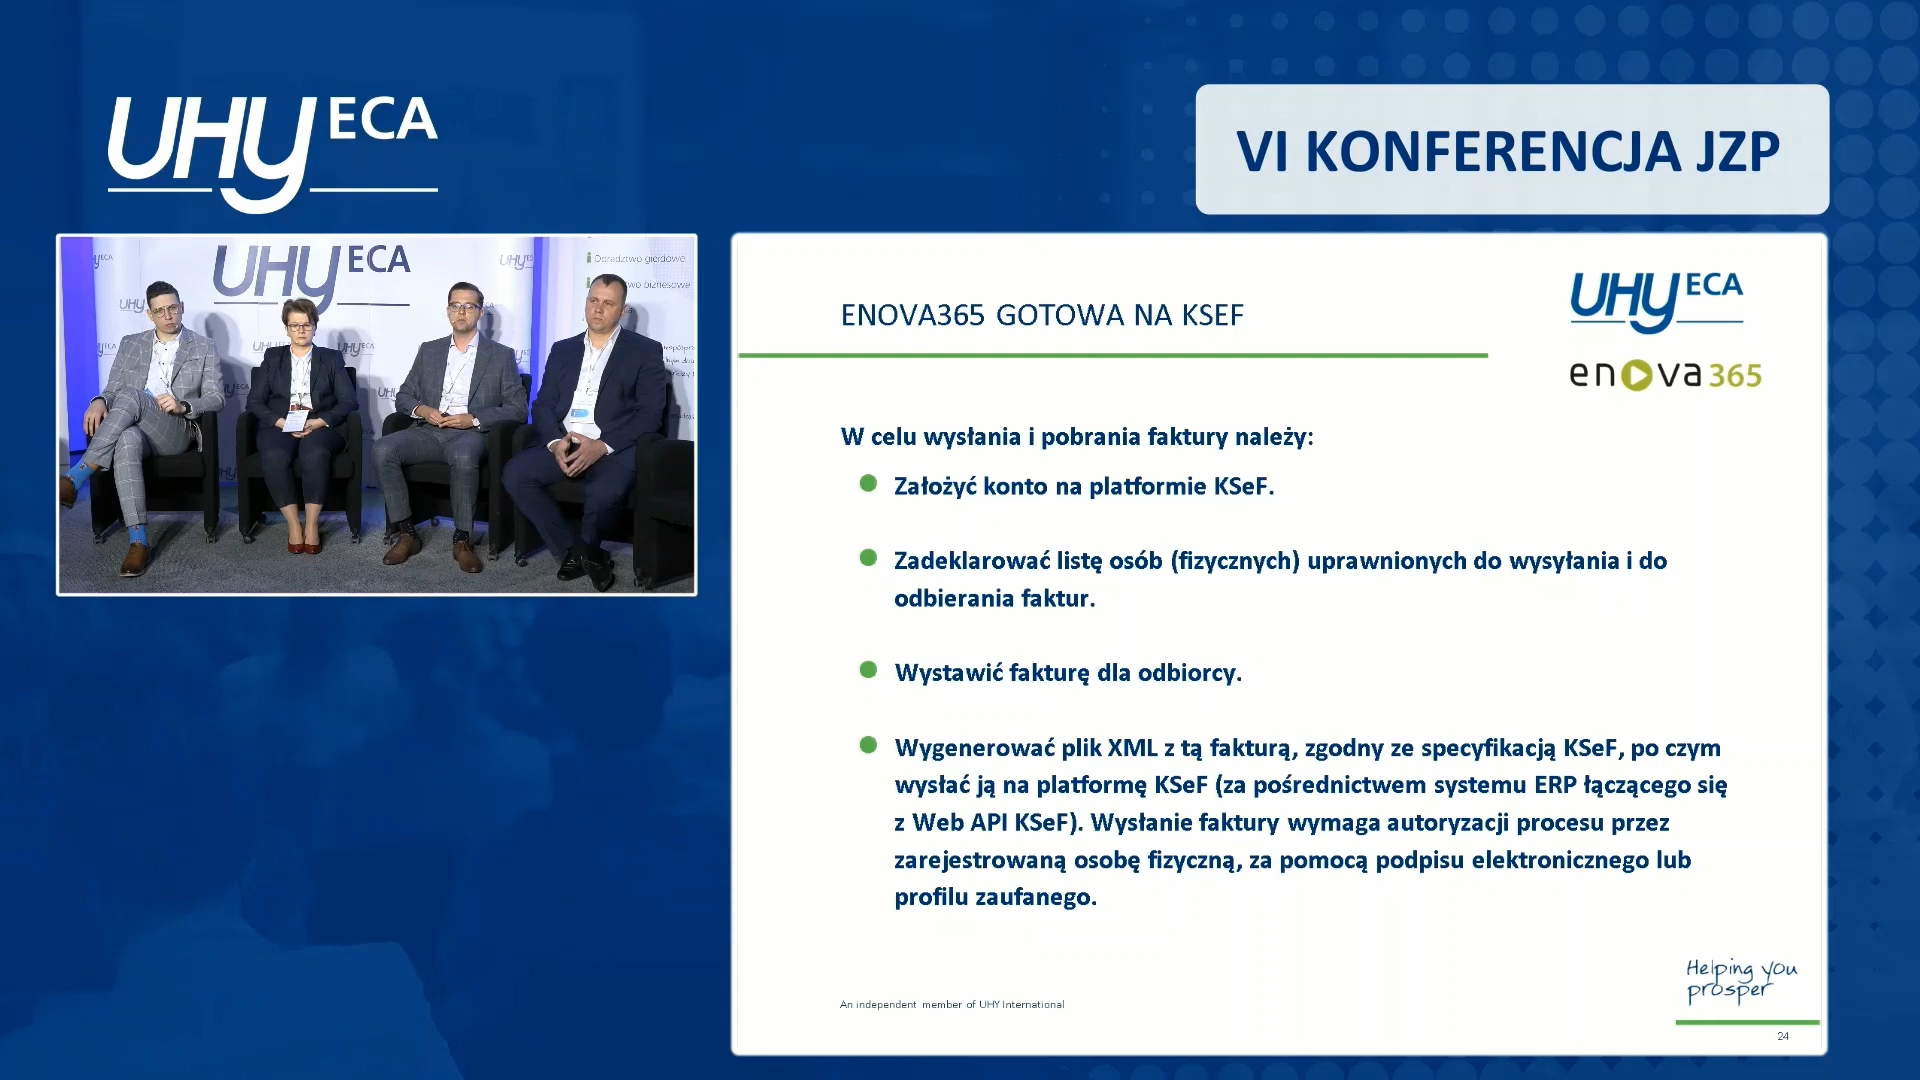 UHY ECA
VI KONFERENCJA JZP
UHY ECA
Doradztwo giełdowe
UHY ECA
ENOVA365 GOTOWA NA KSEF
enova365
W celu wysłania i pobrania faktury należy:
Założyć konto na platformie KSeF.
Zadeklarować listę osób (fizycznych) uprawnionych do wysyłania i do
odbierania faktur.
Wystawić fakturę dla odbiorcy.
Wygenerować plik XML z tą fakturą, zgodny ze specyfikacją KSeF, po czym
wysłać ją na platformę KSeF (za pośrednictwem systemu ERP łączącego się
z Web API KSeF). Wysłanie faktury wymaga autoryzacji procesu przez
zarejestrowaną osobę fizyczną, za pomocą podpisu elektronicznego lub
profilu zaufanego.
Helping you
prosper
An independent member of UHY International
24